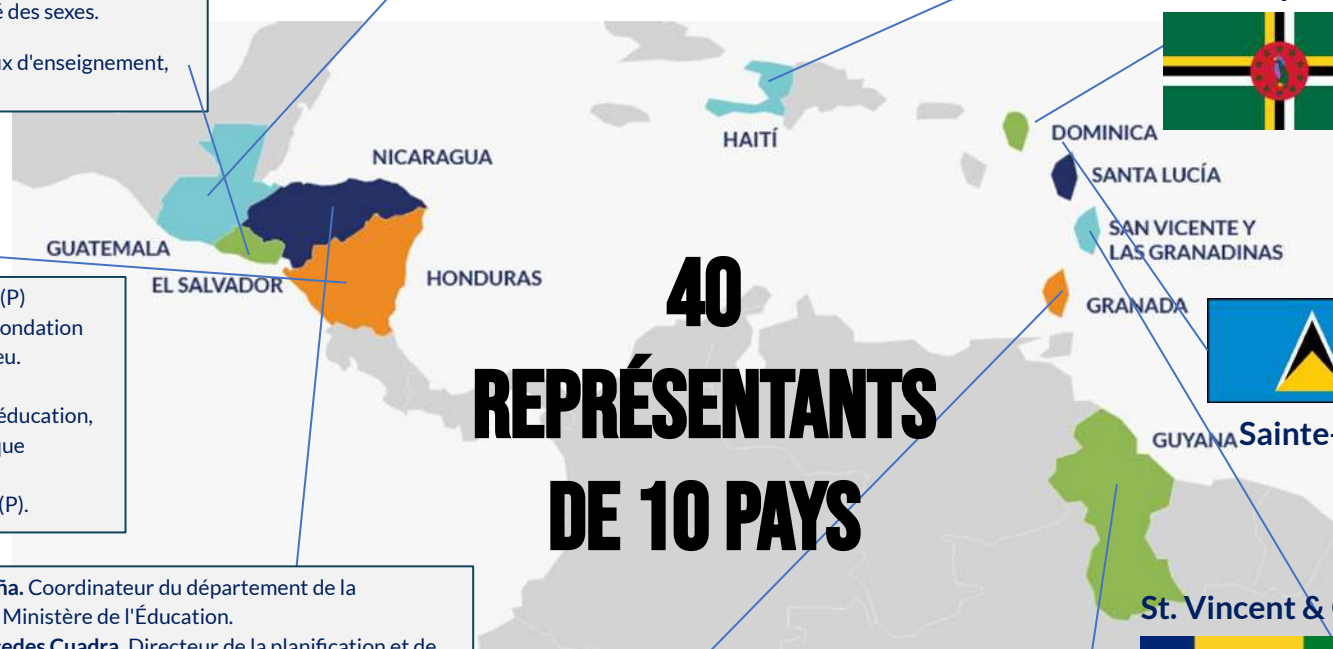 é des sexes.
x d'enseignement,
HAITÍ
DOMINICA
NICARAGUA
SANTA LUCÍA
SAN VICENTE Y
LAS GRANADINAS
GUATEMALA
EL SALVADOR
HONDURAS
GRANADA
(P)
ondation
eu.
éducation,
que
(P).
40
REPRÉSENTANTS
DE 10 PAYS
GUYANA
Sainte-
ña. Coordinateur du département de la
Ministère de l'Éducation.
edes Cuadra. Directeur de la planification et de
St. Vincent &